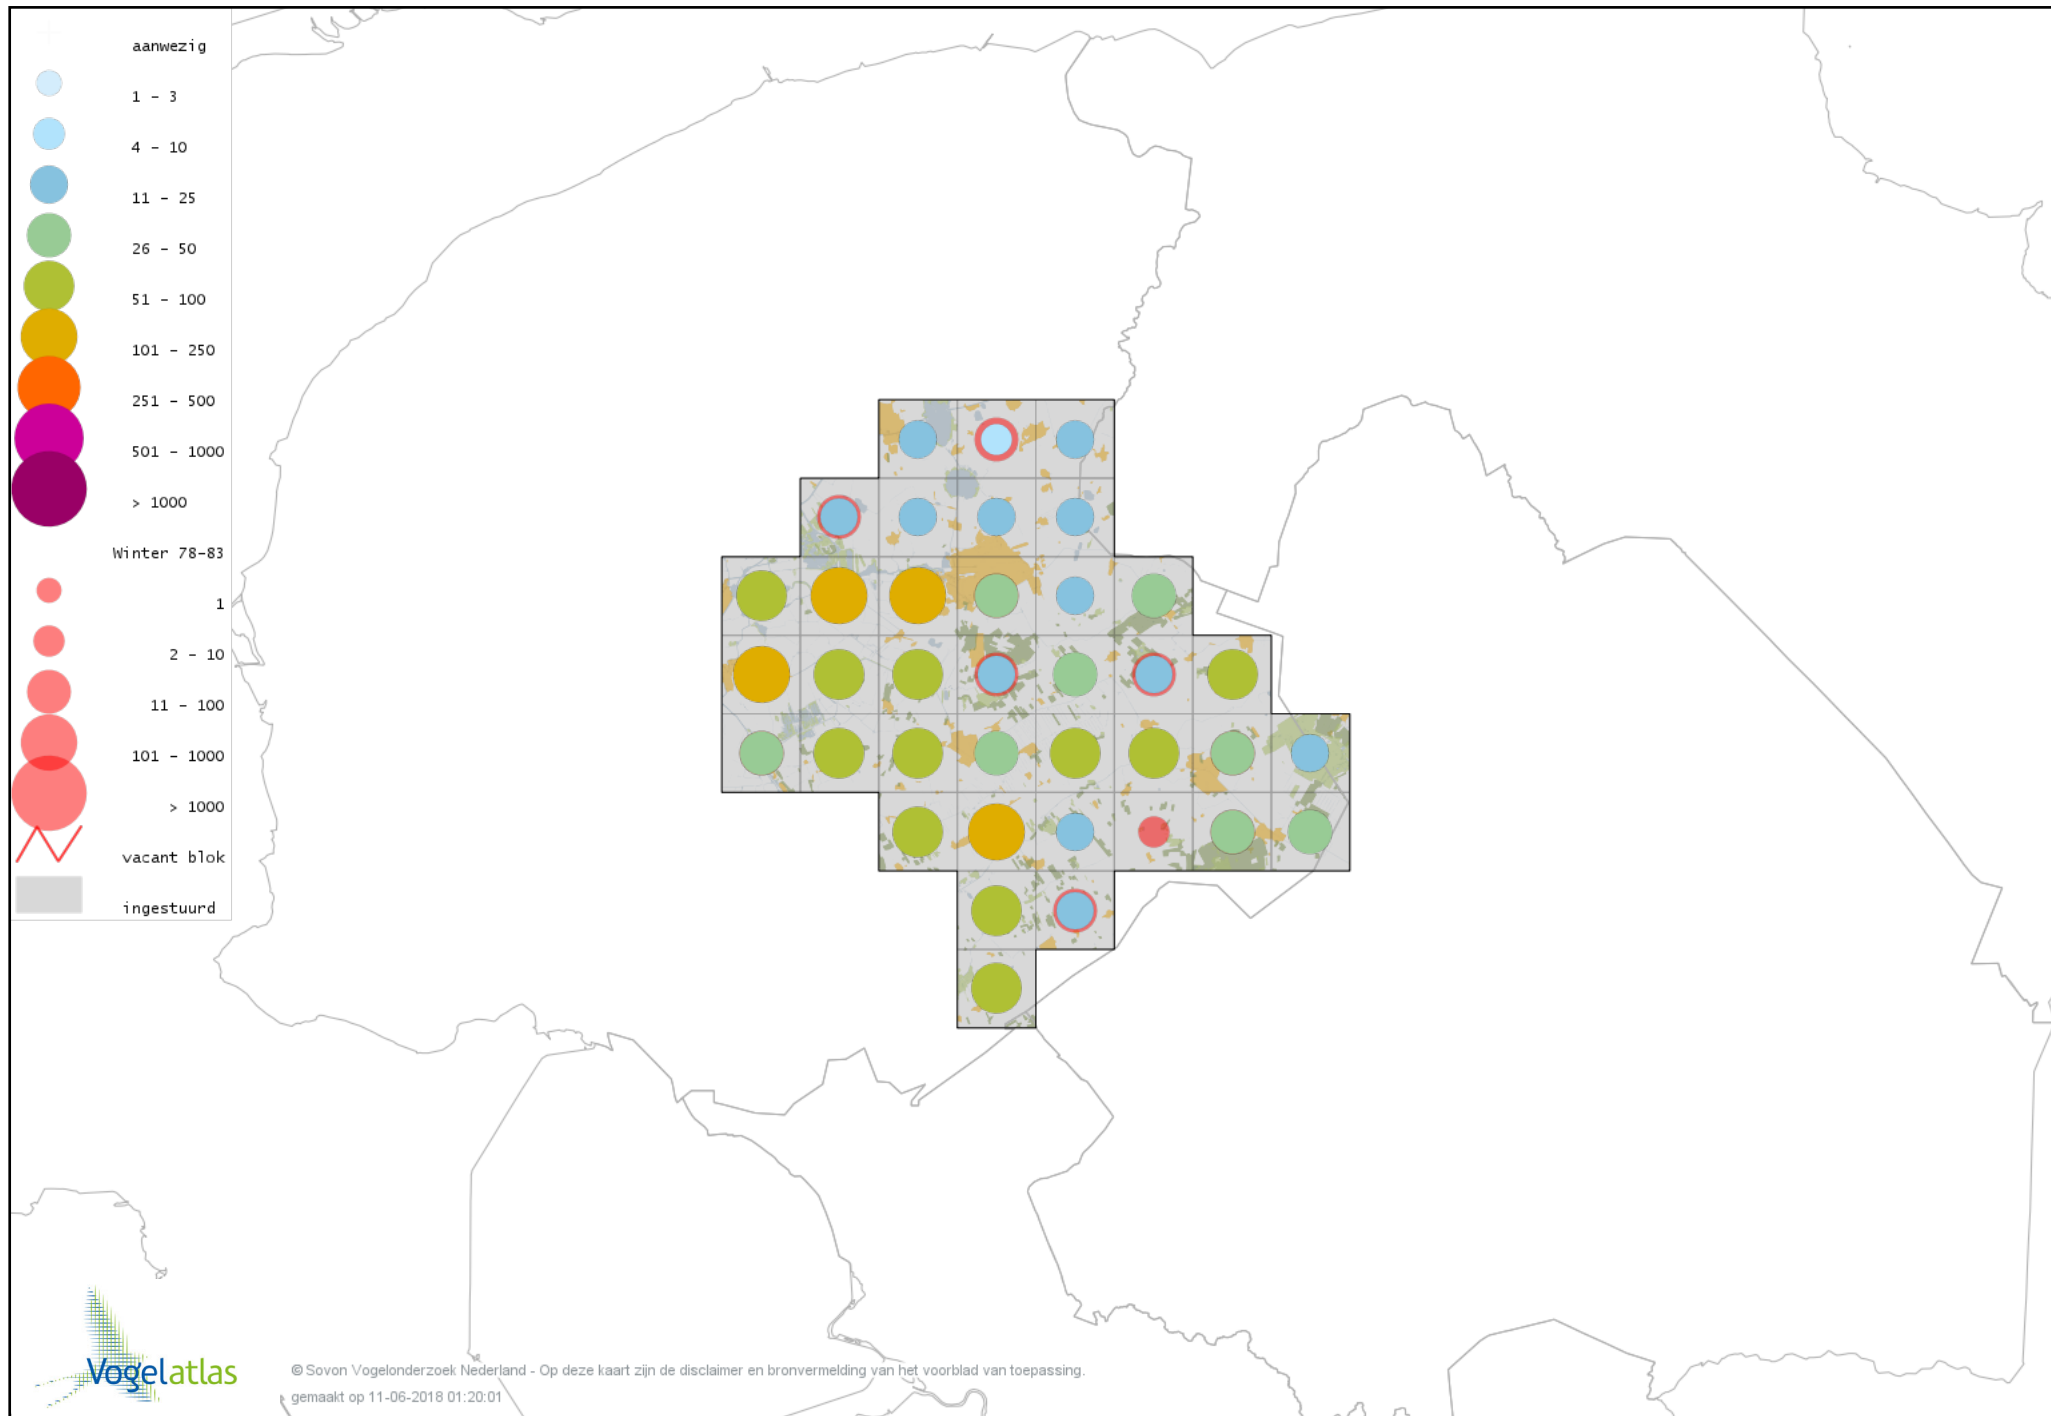 aanwezig
1 - 3
4 - 10
11 - 25
26 - 50
51 - 100
101 - 250
251 - 500
501 - 1000
> 1000
Winter 78-83
1
2 - 10
11 - 100
101 - 1000
> 1000
vacant blok
ingestuurd
Vogelatlas
© Sovon Vogelonderzoek Nederland - Op deze kaart zijn de disclaimer en bronvermelding van het voorblad van toepassing.
gemaakt op 11-06-2018 01:20:01